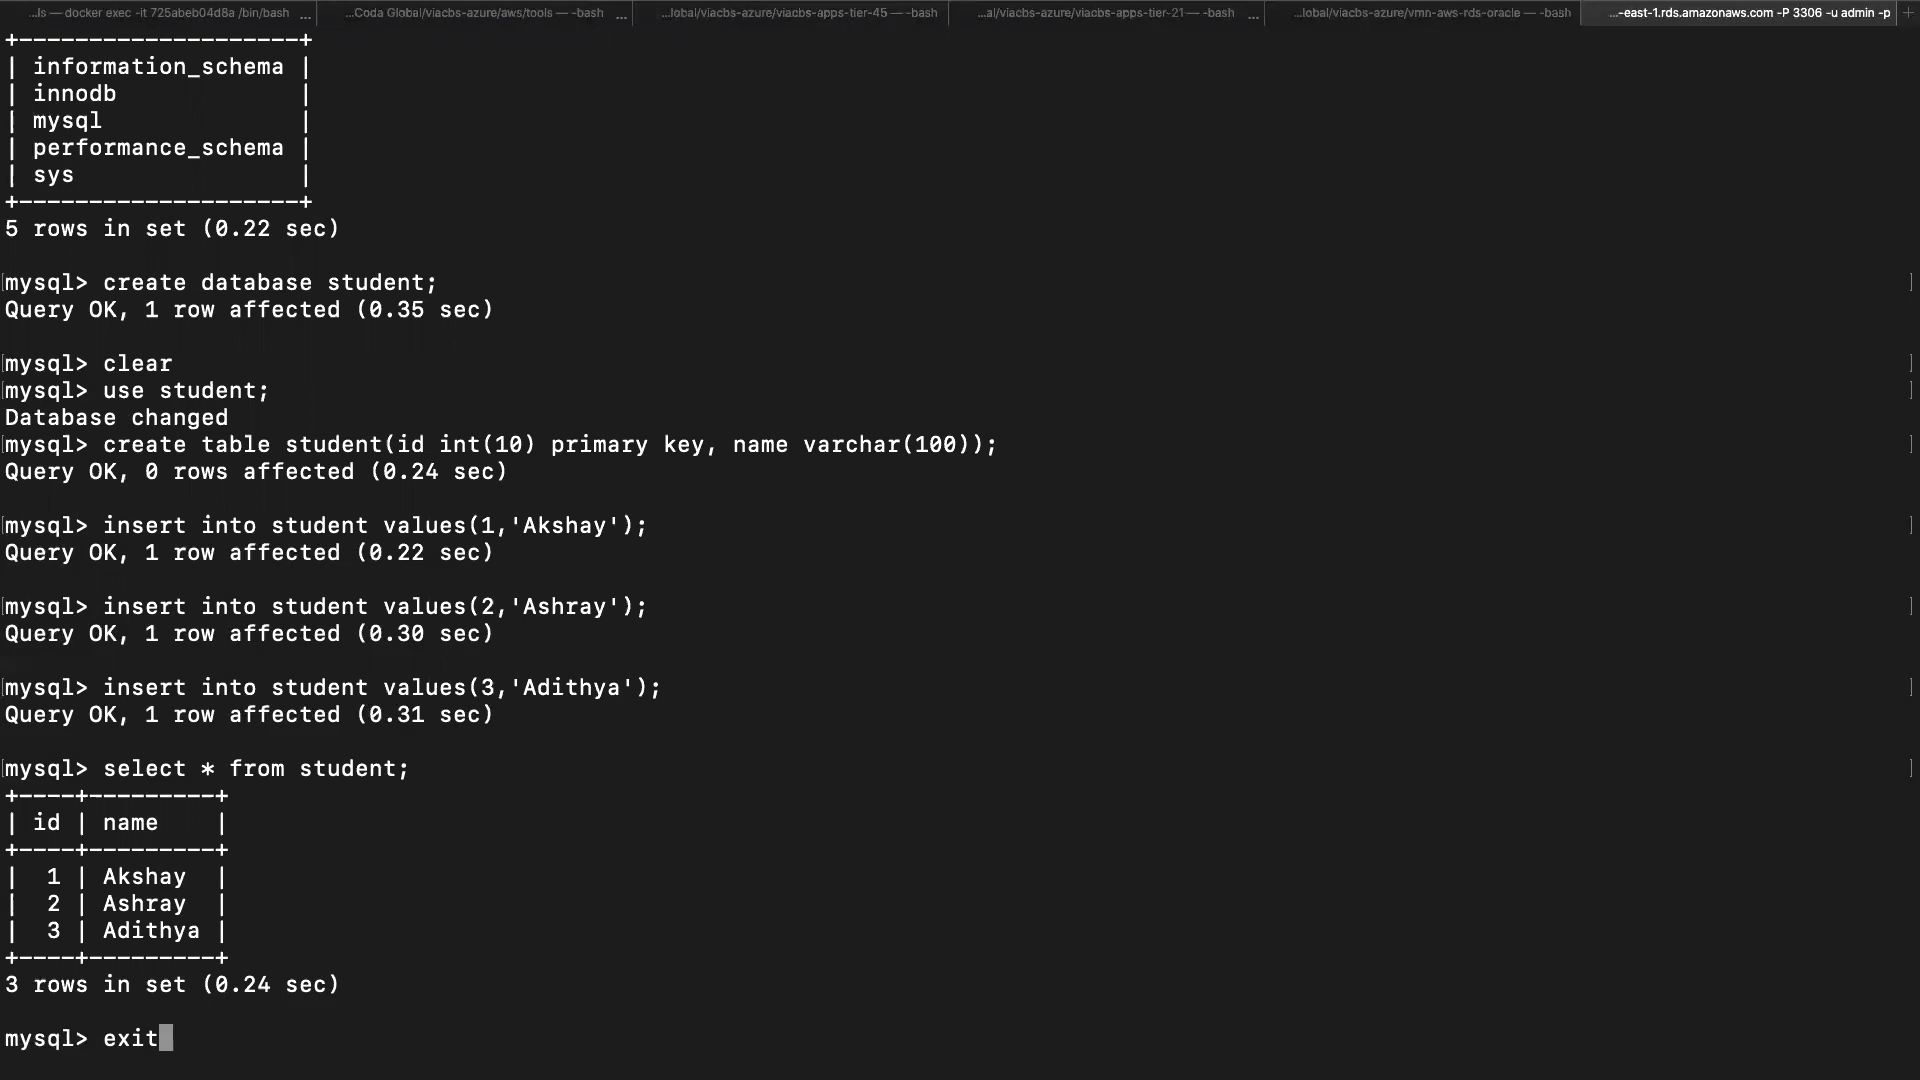 ...ls — docker exec -it 725abeb04d8a /bin/bash ...
...Coda Global/viacbs-azure/aws/tools — -bash ...
...lobal/viacbs-azure/viacbs-apps-tier-45 — -bash
...al/viacbs-azure/viacbs-apps-tier-21 — -bash ...
...lobal/viacbs-azure/vmn-aws-rds-oracle — -bash
...-east-1.rds.amazonaws.com -P 3306 -u admin -p +
+--------------------+
| information_schema |
| innodb             |
| mysql              |
| performance_schema |
| sys                |
+--------------------+
5 rows in set (0.22 sec)
[mysql> create database student; ]
Query OK, 1 row affected (0.35 sec)
[mysql> clear ]
[mysql> use student; ]
Database changed
[mysql> create table student(id int(10) primary key, name varchar(100)); ]
Query OK, 0 rows affected (0.24 sec)
[mysql> insert into student values(1,'Akshay'); ]
Query OK, 1 row affected (0.22 sec)
[mysql> insert into student values(2,'Ashray'); ]
Query OK, 1 row affected (0.30 sec)
[mysql> insert into student values(3,'Adithya'); ]
Query OK, 1 row affected (0.31 sec)
[mysql> select * from student; ]
+----+---------+
| id | name    |
+----+---------+
|  1 | Akshay  |
|  2 | Ashray  |
|  3 | Adithya |
+----+---------+
3 rows in set (0.24 sec)
mysql> exit